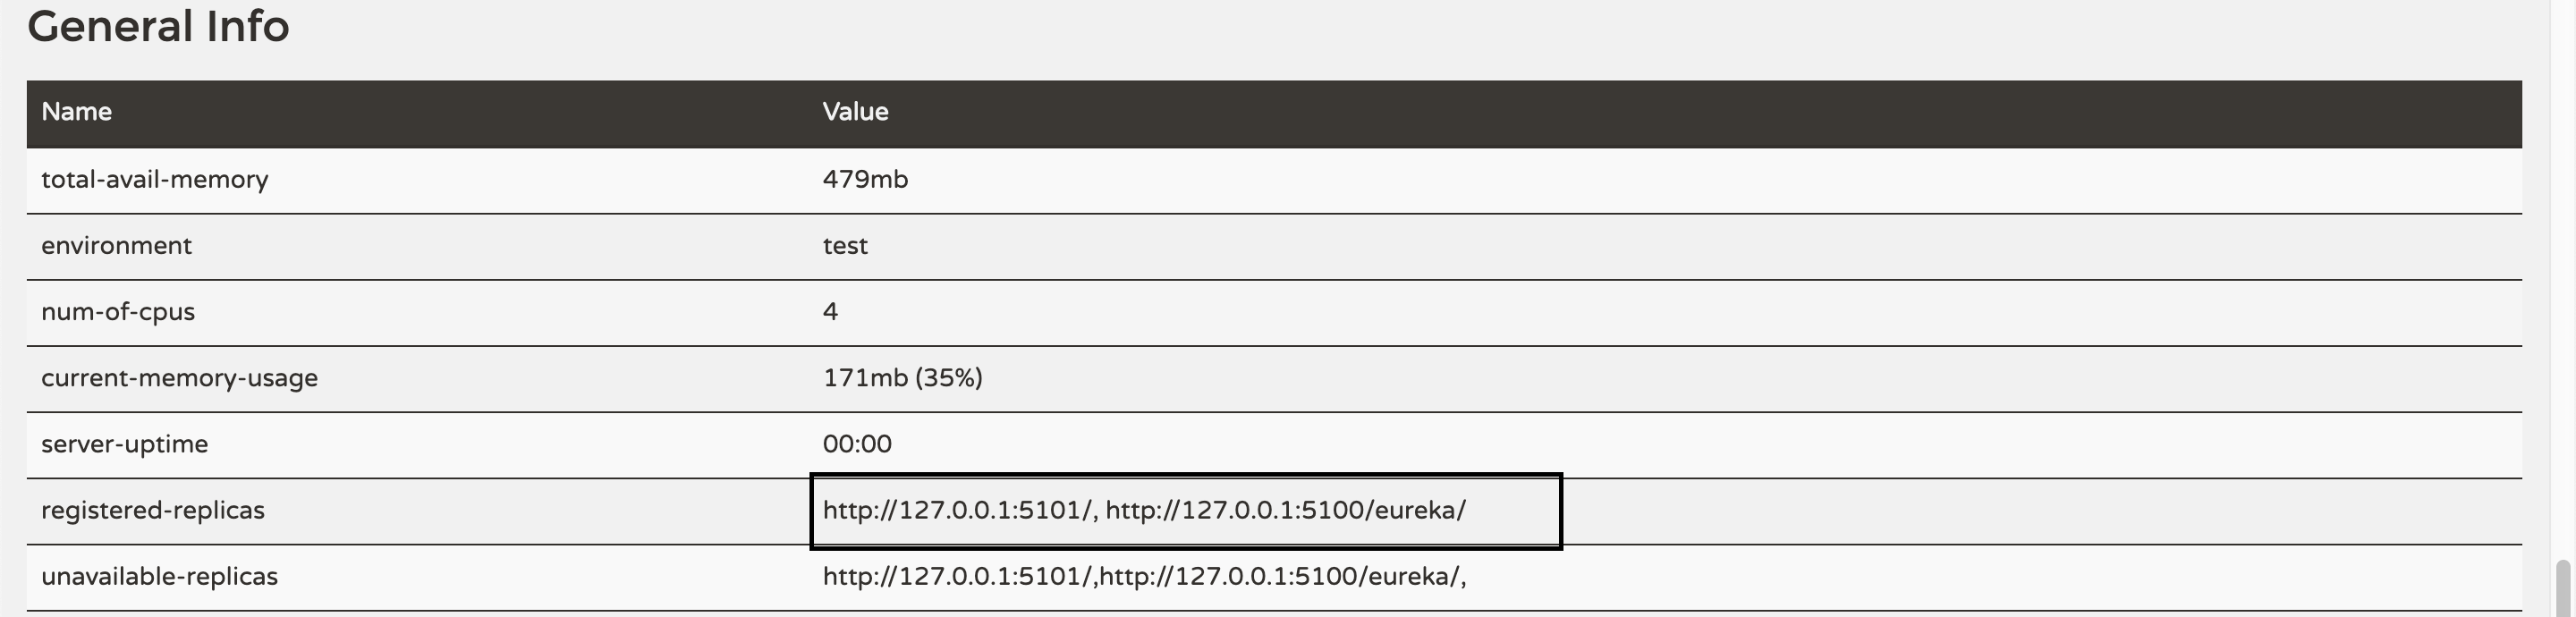 General Info
Name Value
total-avail-memory 479mb
environment test
num-of-cpus 4
current-memory-usage 171mb (35%)
server-uptime 00:00
registered-replicas http://127.0.0.1:5101/, http://127.0.0.1:5100/eureka/
unavailable-replicas http://127.0.0.1:5101/,http://127.0.0.1:5100/eureka/,